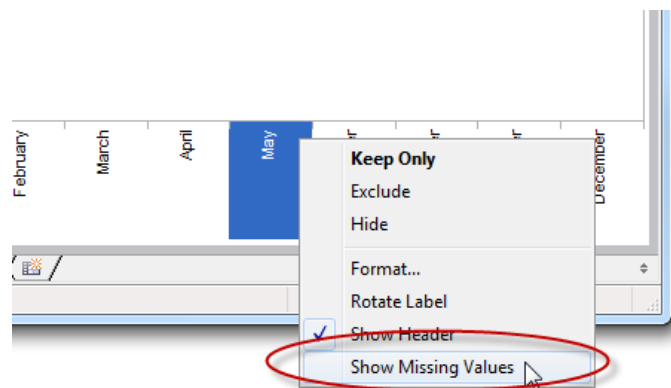 February
March
April
May
December
Keep Only
Exclude
Hide
Format...
Rotate Label
Show Header
Show Missing Values